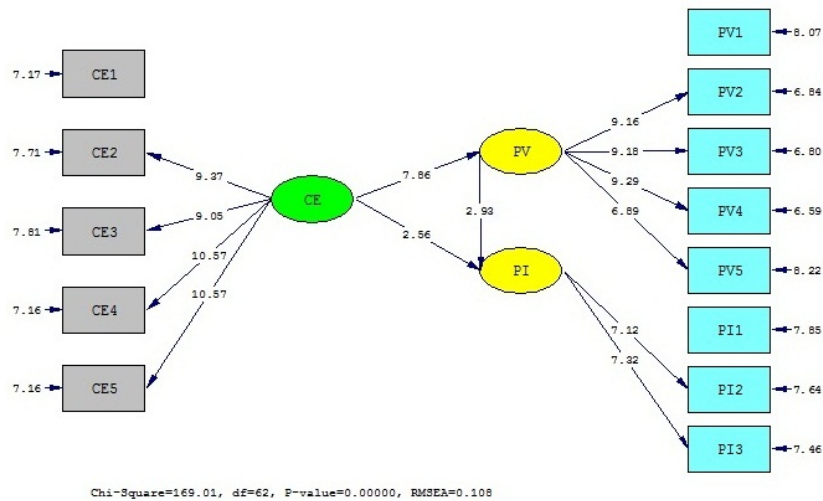 PV1
8.07
7.17
CE1
PV2
6.84
9.16
7.71
CE2
PV
9.18
PV3
6.80
9.37
7.86
9.29
CE
2.93
6.89
PV4
6.59
7.81
CE3
9.05
2.56
10.57
PI
PV5
8.22
10.57
7.16
CE4
7.12
PI1
7.85
7.32
7.16
CE5
PI2
7.64
PI3
7.46
Chi-Square=169.01, df=62, P-value=0.00000, RMSEA=0.108